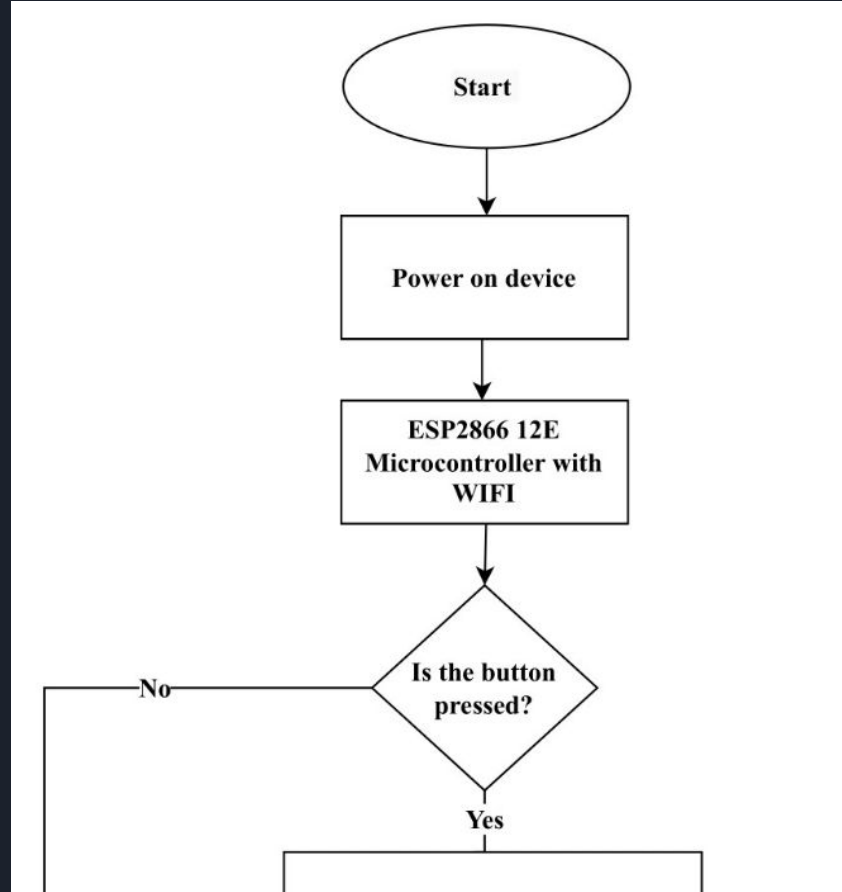 Start
Power on device
ESP2866 12E
Microcontroller with
WIFI
Is the button
pressed?
No
Yes